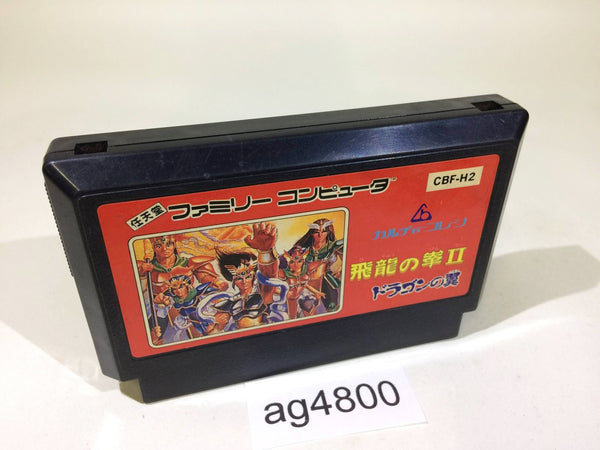 任天堂 ファミリー コンピュータ™
CBF-H2
カルチャーブレーン
飛龍の拳II
ドラゴンの翼
ag4800